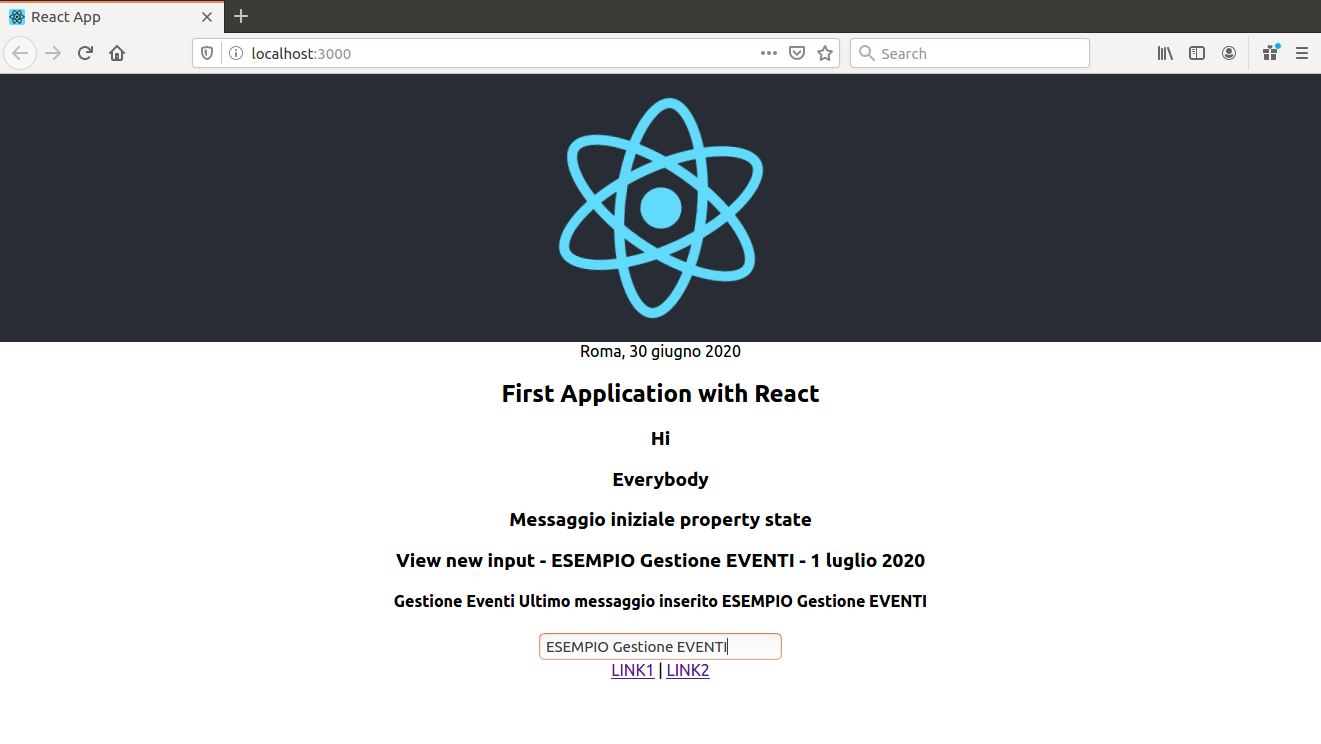 React App
localhost:3000
Search
Roma, 30 giugno 2020
First Application with React
Hi
Everybody
Messaggio iniziale property state
View new input - ESEMPIO Gestione EVENTI - 1 luglio 2020
Gestione Eventi Ultimo messaggio inserito ESEMPIO Gestione EVENTI
ESEMPIO Gestione EVENTI
LINK1 | LINK2